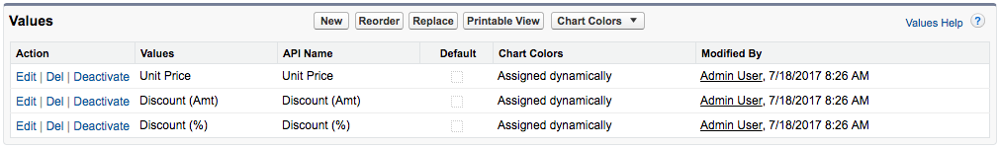 Values New Reorder Replace Printable View Chart Colors Values Help ?
Action Values API Name Default Chart Colors Modified By
Edit | Del | Deactivate Unit Price Unit Price Assigned dynamically Admin User, 7/18/2017 8:26 AM
Edit | Del | Deactivate Discount (Amt) Discount (Amt) Assigned dynamically Admin User, 7/18/2017 8:26 AM
Edit | Del | Deactivate Discount (%) Discount (%) Assigned dynamically Admin User, 7/18/2017 8:26 AM